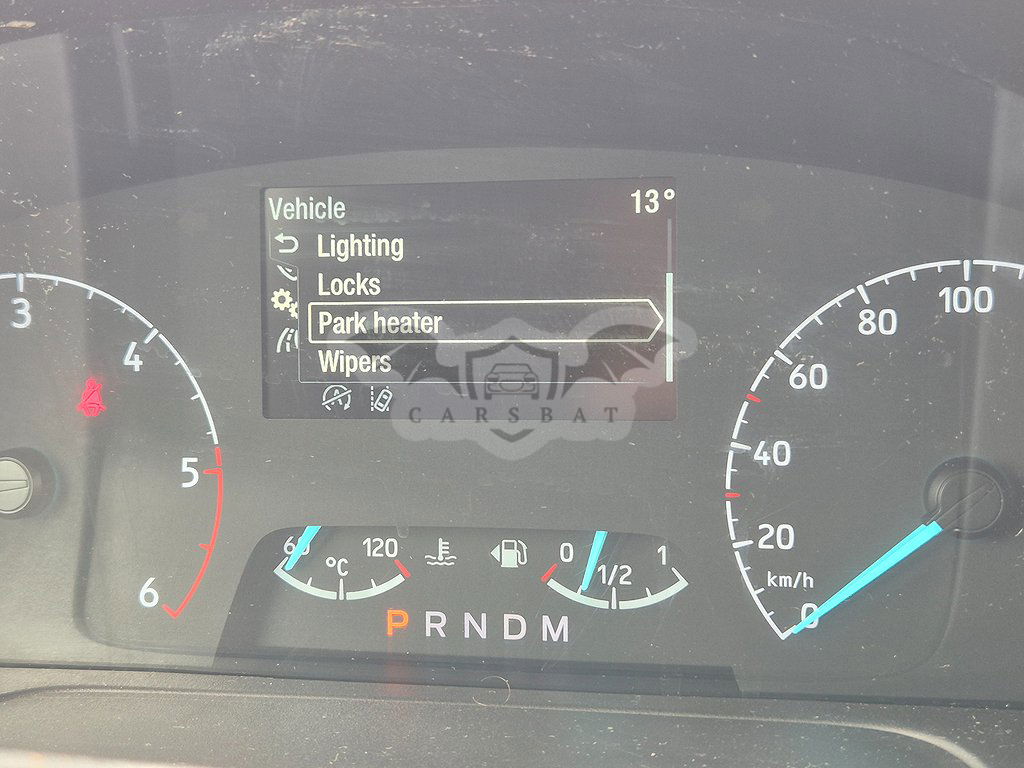 Vehicle 13°
Lighting
Locks
Park heater
Wipers
CARSBAT
3
4
5
6
100
80
60
40
20
km/h
0
60 120
°C
0 1/2 1
P R N D M